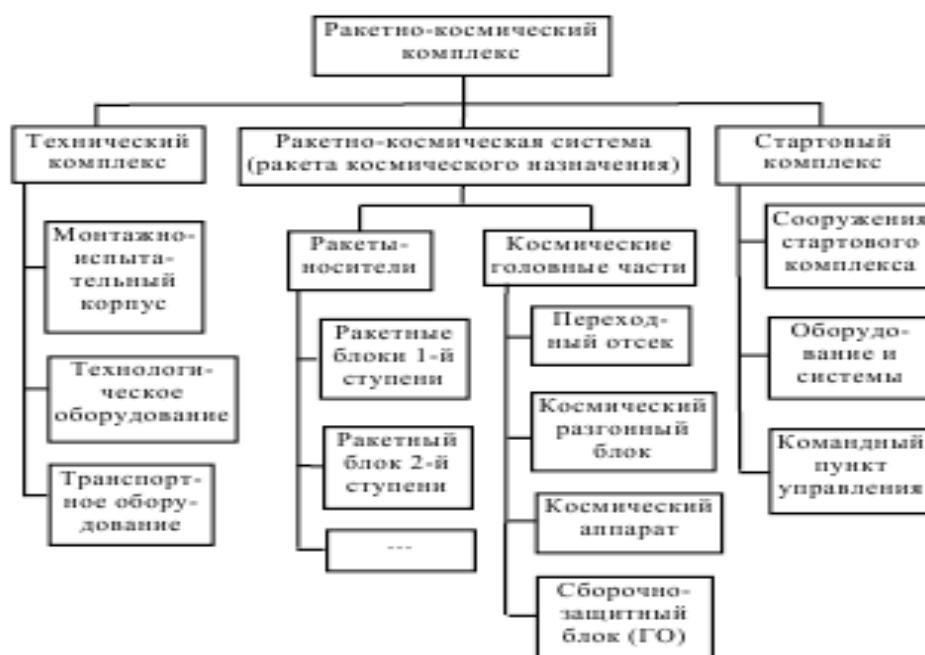 Ракетно-космический
комплекс
Технический
комплекс
Ракетно-космическая система
(ракета космического назначения)
Стартовый
комплекс
Монтажно-
испыта-
тельный
корпус
Технологи-
ческое
оборудование
Транспорт-
ное обору-
дование
Ракеты-
носители
Ракетные
блоки 1-й
ступени
Ракетный
блок 2-й
ступени
---
Космические
головные части
Переход-
ный отсек
Космический
разгонный
блок
Космический
аппарат
Сборочно-
защитный
блок (ГО)
Сооружения
стартового
комплекса
Оборудо-
вание и
системы
Командный
пункт
управления